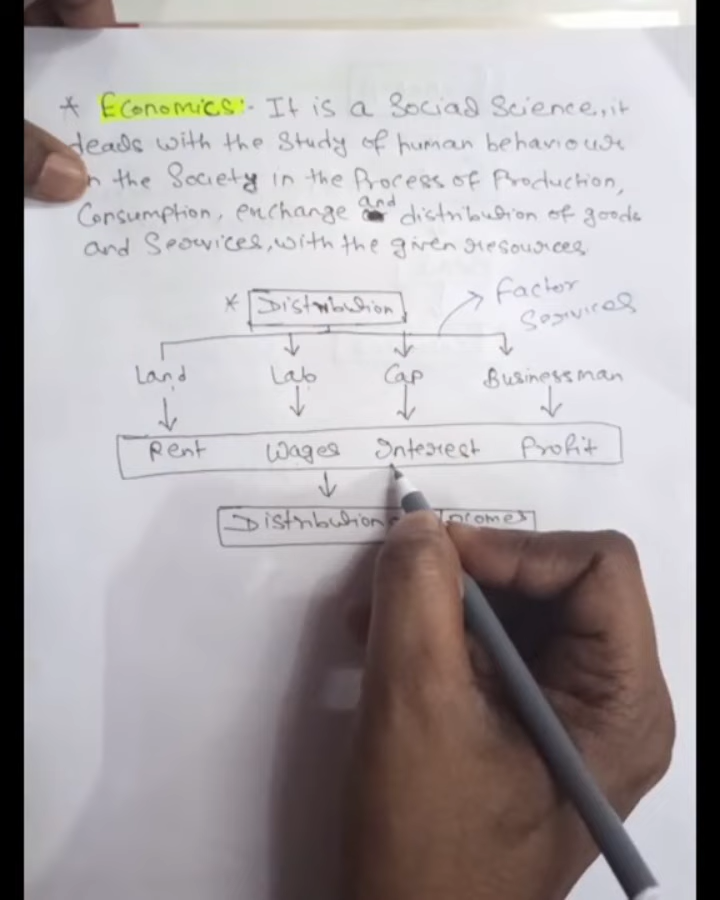 * Economics:- It is a Social Science, it
deals with the Study of human behaviour
in the Society in the Process of Production,
Consumption, exchange and distribution of goods
and Services, with the given resources
* Distribution
Factor
Services
Land Lab Cap Businessman
Rent Wages Interest Profit
Distribution Incomes